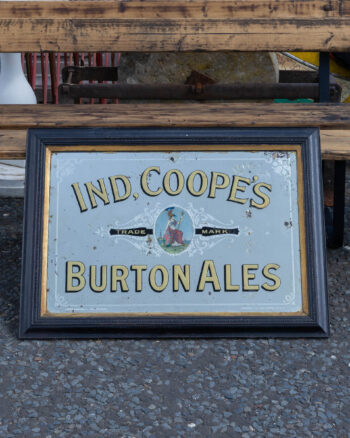 IND, COOPE'S
TRADE MARK
BURTON ALES